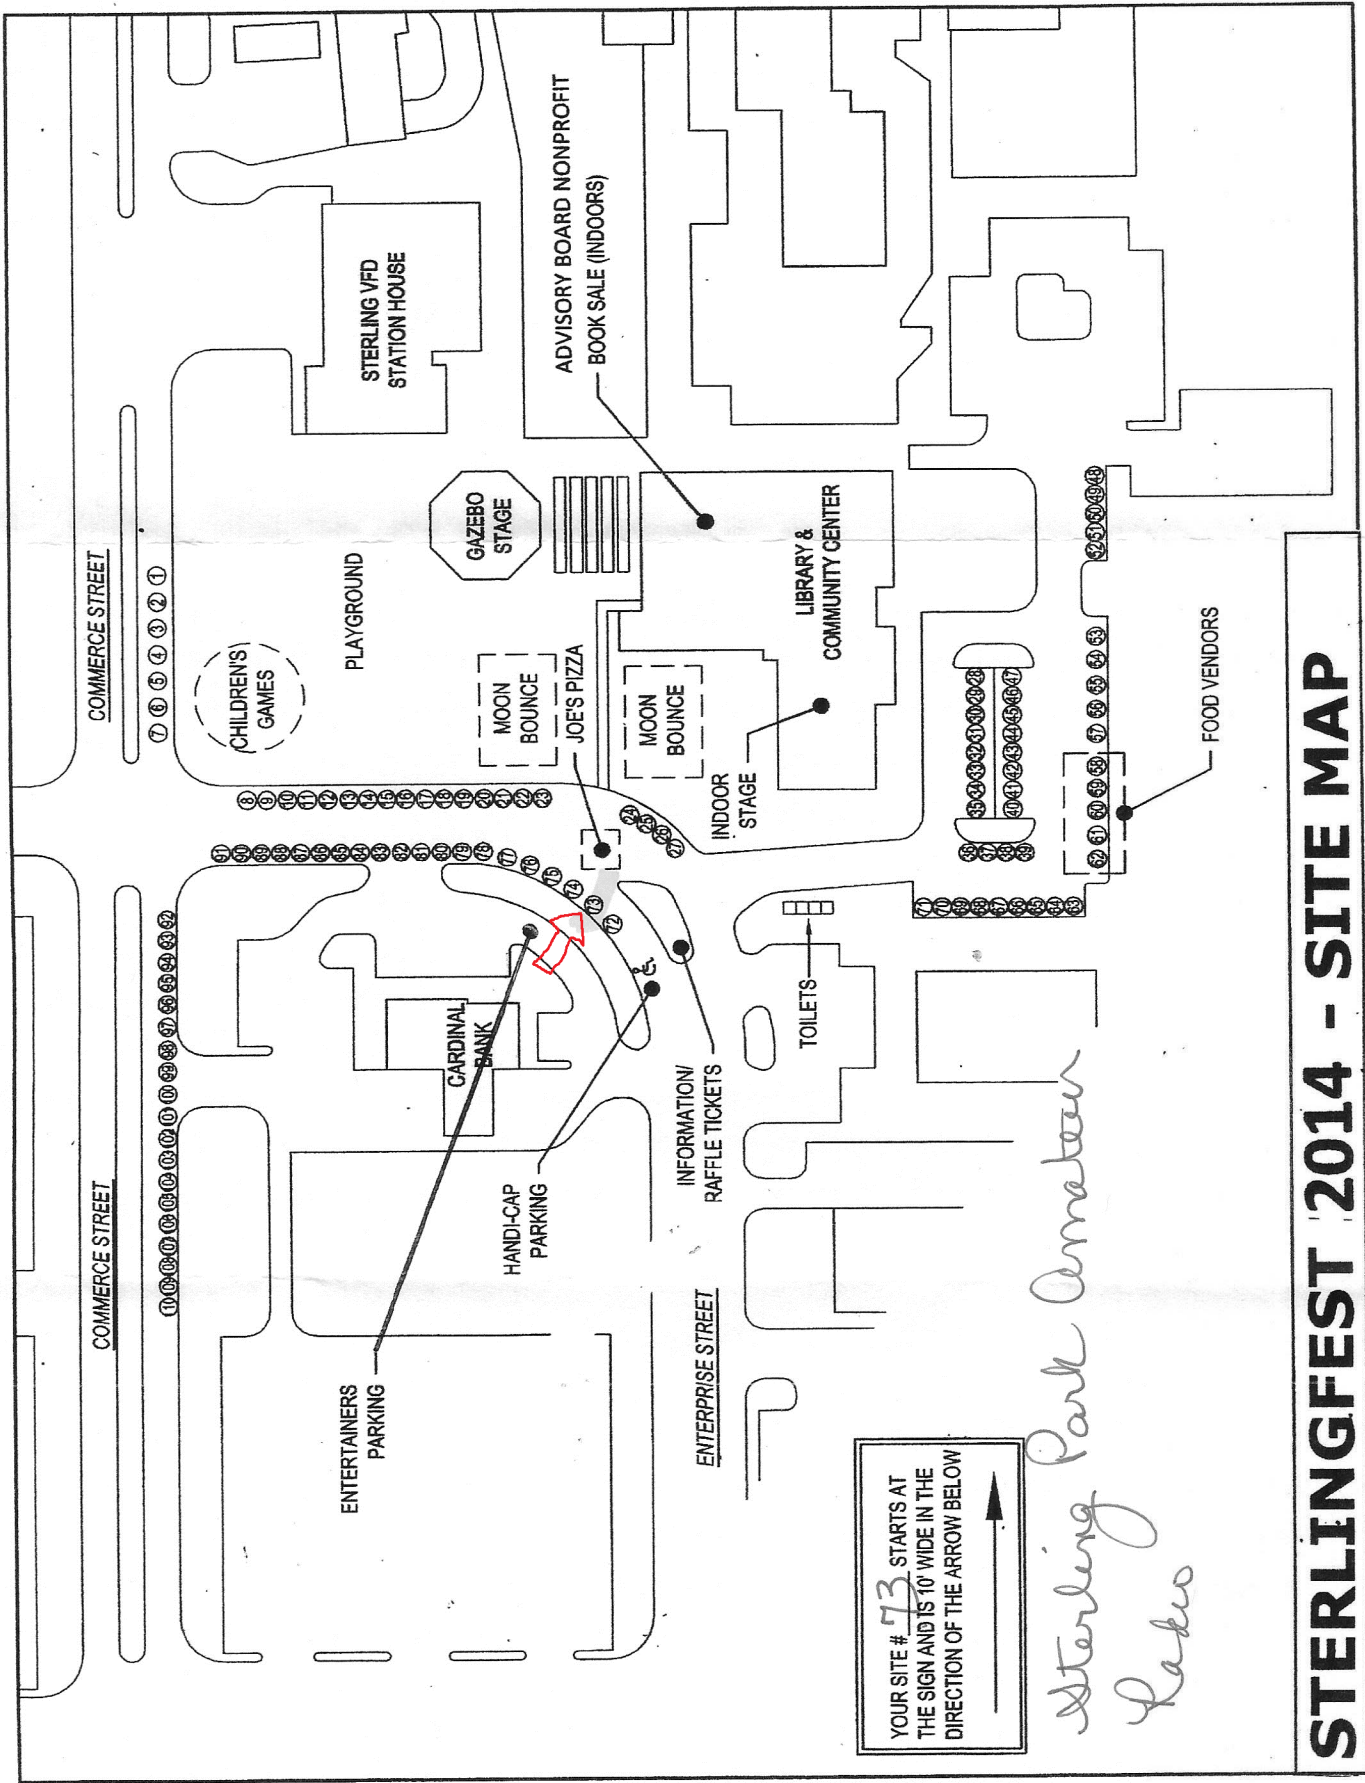 COMMERCE STREET
COMMERCE STREET
110 109 108 107 106 105 104 103 102 101 100 99 98 97 96 95 94 93 92
7 6 5 4 3 2 1
91 90 89 88 87 86 85 84 83 82 81 80 79 78 77 76 75 74 73 72
8 9 10 11 12 13 14 15 16 17 18 19 20 21 22 23
24 25 26 27
CHILDREN'S
GAMES
PLAYGROUND
STERLING VFD
STATION HOUSE
GAZEBO
STAGE
ADVISORY BOARD NONPROFIT
BOOK SALE (INDOORS)
ENTERTAINERS
PARKING
CARDINAL
BANK
MOON
BOUNCE
JOE'S PIZZA
MOON
BOUNCE
HANDI-CAP
PARKING
INFORMATION/
RAFFLE TICKETS
INDOOR
STAGE
LIBRARY &
COMMUNITY CENTER
ENTERPRISE STREET
TOILETS
71 70 69 68 67 66 65 64 63
36 37 38 39
35 34 33 32 31 30 29 28
40 41 42 43 44 45 46 47
62 61 60 59 58 57 56 55 54 53
52 51 50 49 48
FOOD VENDORS
YOUR SITE # 73 STARTS AT
THE SIGN AND IS 10' WIDE IN THE
DIRECTION OF THE ARROW BELOW
Sterling Park Amateur
Radio
STERLINGFEST 2014 - SITE MAP